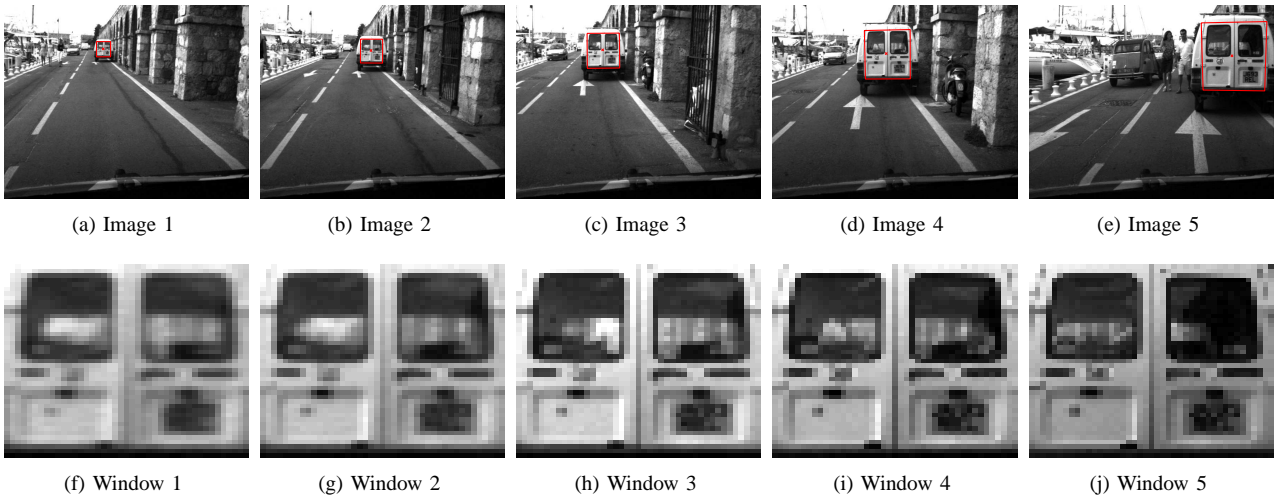 (a) Image 1
(b) Image 2
(c) Image 3
(d) Image 4
(e) Image 5
(f) Window 1
(g) Window 2
(h) Window 3
(i) Window 4
(j) Window 5